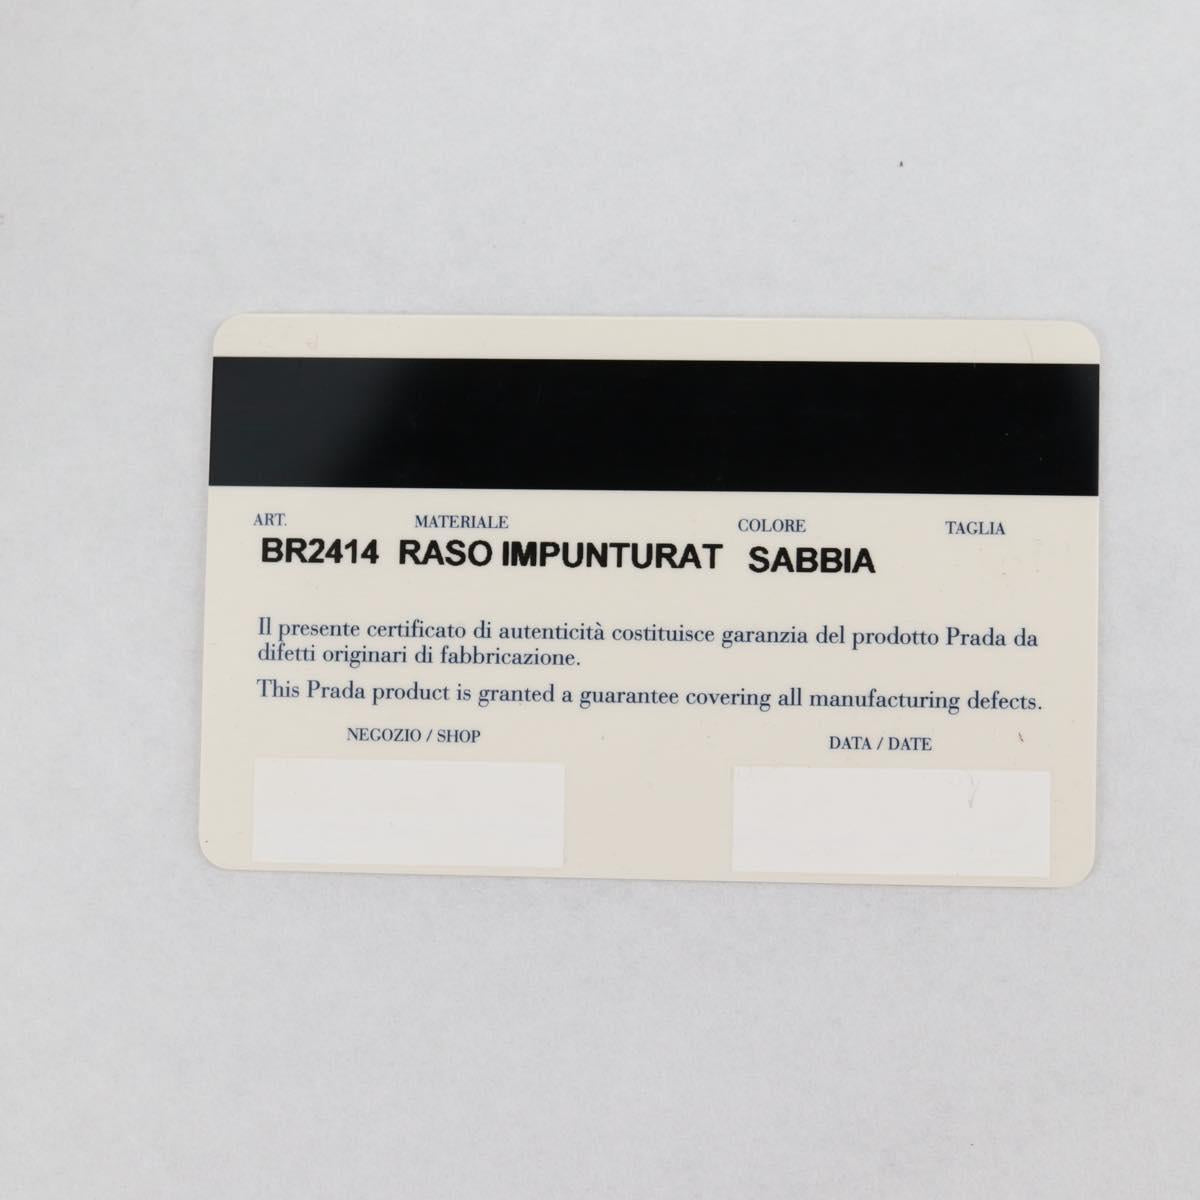 ART. MATERIALE COLORE TAGLIA
BR2414 RASO IMPUNTURAT SABBIA
Il presente certificato di autenticità costituisce garanzia del prodotto Prada da
difetti originari di fabbricazione.
This Prada product is granted a guarantee covering all manufacturing defects.
NEGOZIO / SHOP DATA / DATE